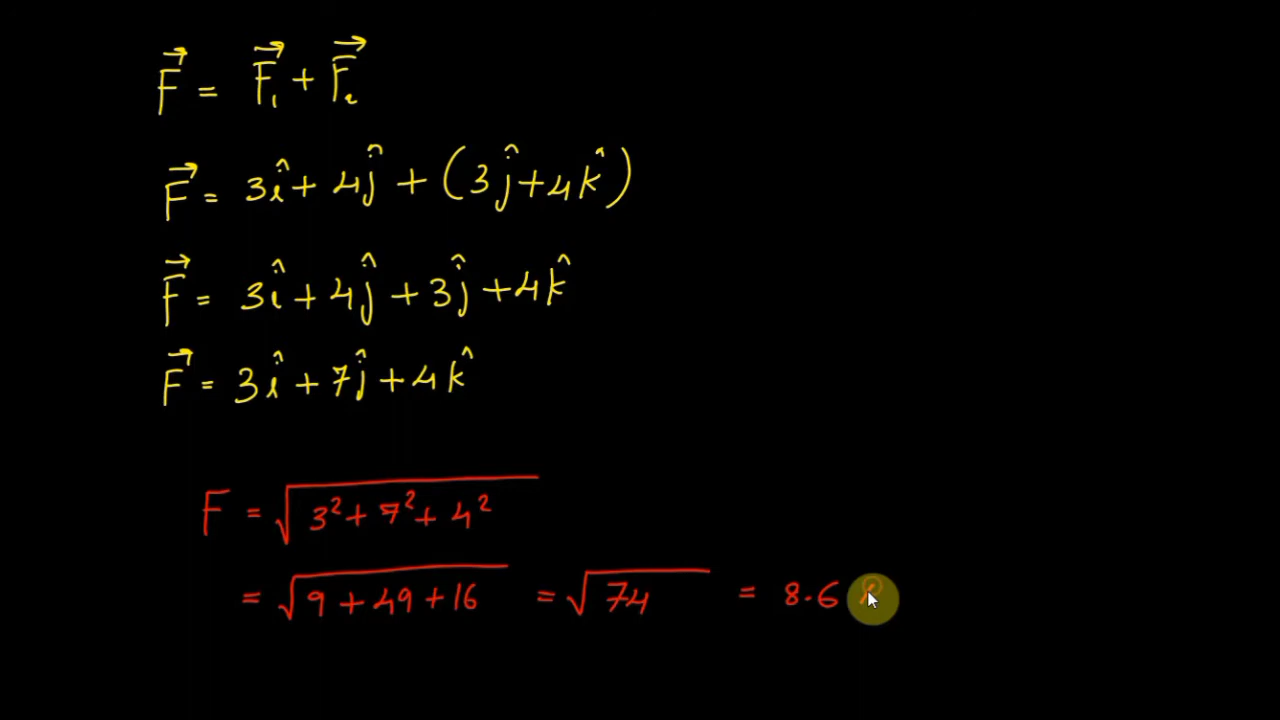 F⃗ = F⃗₁ + F⃗₂
F⃗ = 3î + 4ĵ + (3ĵ + 4k̂)
F⃗ = 3î + 4ĵ + 3ĵ + 4k̂
F⃗ = 3î + 7ĵ + 4k̂
F = √(3² + 7² + 4²)
= √(9 + 49 + 16) = √74 = 8.6